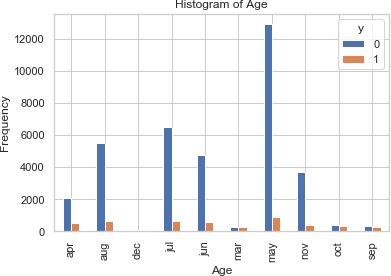 Histogram of Age
y
0
1
Frequency
12000
10000
8000
6000
4000
2000
0
apr
aug
dec
jul
jun
mar
may
nov
oct
sep
Age